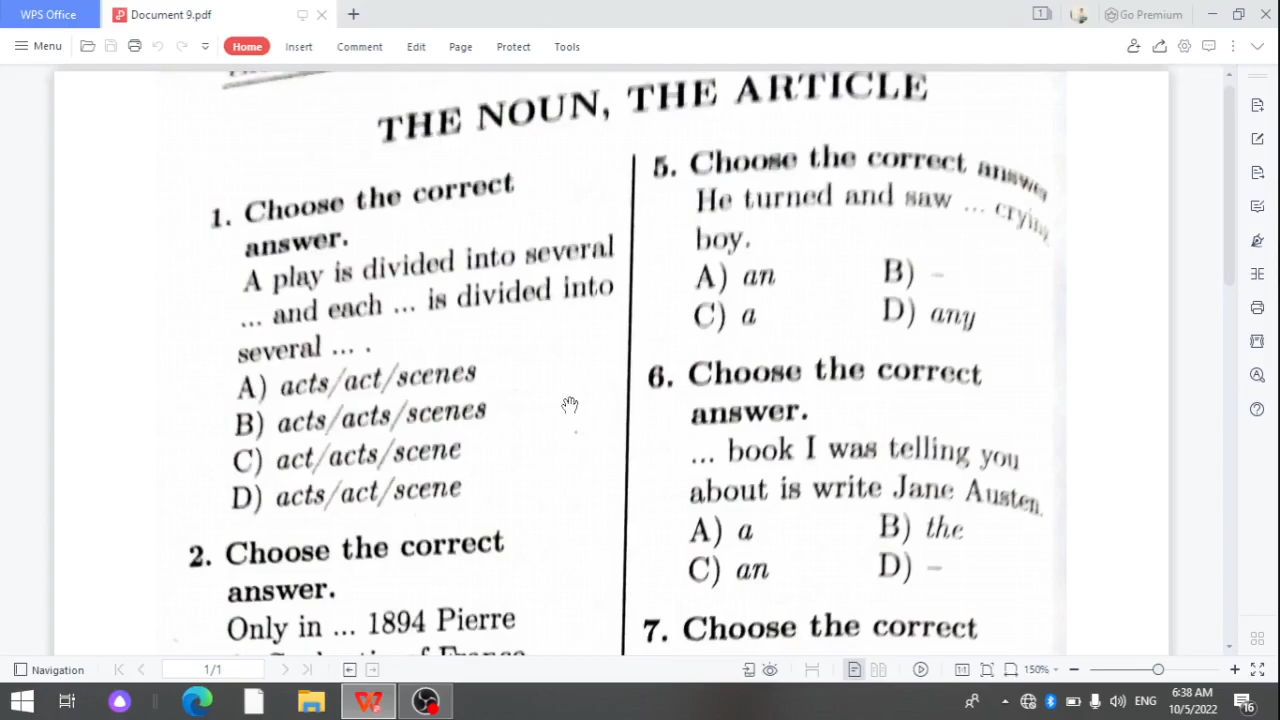 WPS Office
Document 9.pdf
Go Premium
Menu
Home
Insert
Comment
Edit
Page
Protect
Tools
THE NOUN, THE ARTICLE
1. Choose the correct
answer.
A play is divided into several
... and each ... is divided into
several ... .
A) acts/act/scenes
B) acts/acts/scenes
C) act/acts/scene
D) acts/act/scene
2. Choose the correct
answer.
Only in ... 1894 Pierre
5. Choose the correct answer
He turned and saw ... crying
boy.
A) an B) –
C) a D) any
6. Choose the correct
answer.
... book I was telling you
about is write Jane Austen.
A) a B) the
C) an D) –
7. Choose the correct
Navigation
1/1
150%
ENG
6:38 AM
10/5/2022
16